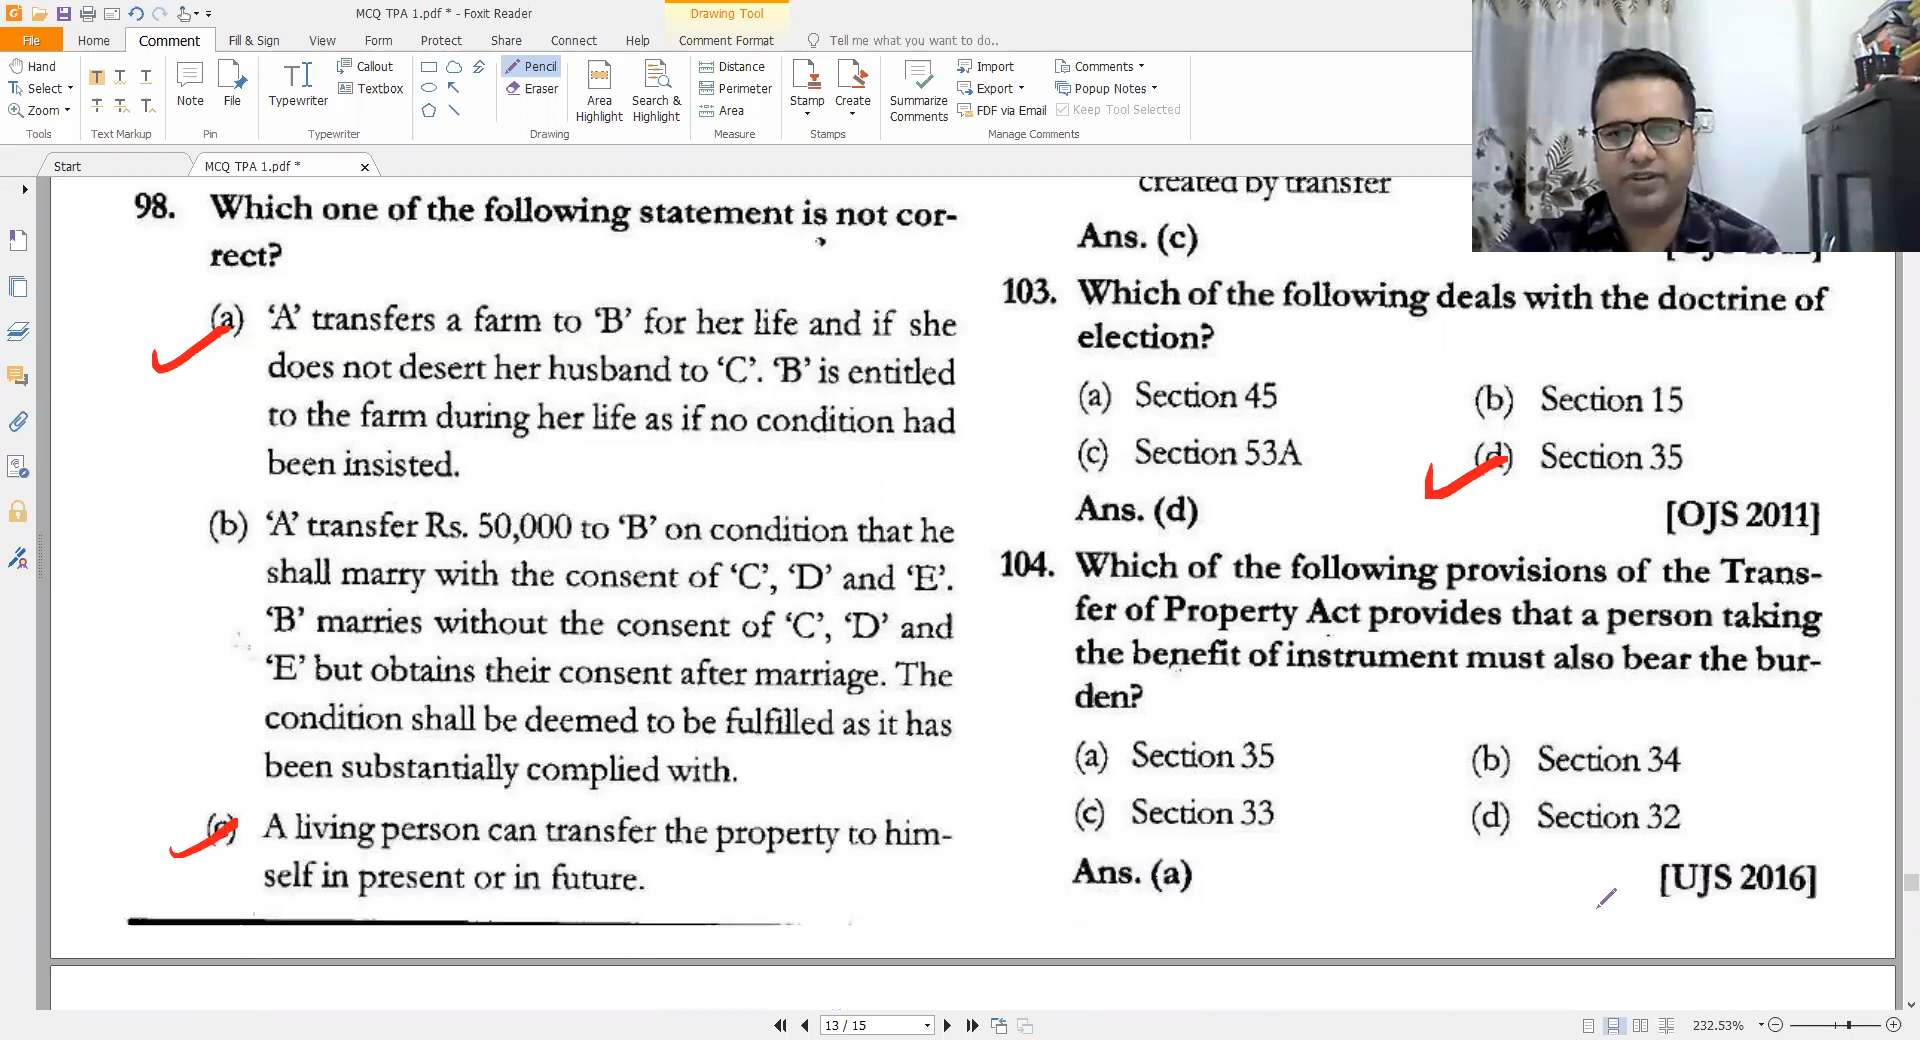 MCQ TPA 1.pdf * - Foxit Reader
Drawing Tool
File Home Comment Fill & Sign View Form Protect Share Connect Help Comment Format Tell me what you want to do..
Hand
Select
Zoom
Tools
T T T
T T T
Text Markup
Note
File
Pin
Typewriter
Callout
Textbox
Typewriter
Pencil
Eraser
Drawing
Area Highlight
Search & Highlight
Distance
Perimeter
Area
Measure
Stamp
Create
Stamps
Summarize Comments
Import
Export
FDF via Email
Comments
Popup Notes
Keep Tool Selected
Manage Comments
Start
MCQ TPA 1.pdf *
98. Which one of the following statement is not cor-
rect?
(a) ‘A’ transfers a farm to ‘B’ for her life and if she
does not desert her husband to ‘C’. ‘B’ is entitled
to the farm during her life as if no condition had
been insisted.
(b) ‘A’ transfer Rs. 50,000 to ‘B’ on condition that he
shall marry with the consent of ‘C’, ‘D’ and ‘E’.
‘B’ marries without the consent of ‘C’, ‘D’ and
‘E’ but obtains their consent after marriage. The
condition shall be deemed to be fulfilled as it has
been substantially complied with.
(c) A living person can transfer the property to him-
self in present or in future.
created by transfer
Ans. (c)
103. Which of the following deals with the doctrine of
election?
(a) Section 45 (b) Section 15
(c) Section 53A (d) Section 35
Ans. (d) [OJS 2011]
104. Which of the following provisions of the Trans-
fer of Property Act provides that a person taking
the benefit of instrument must also bear the bur-
den?
(a) Section 35 (b) Section 34
(c) Section 33 (d) Section 32
Ans. (a) [UJS 2016]
13 / 15
232.53%